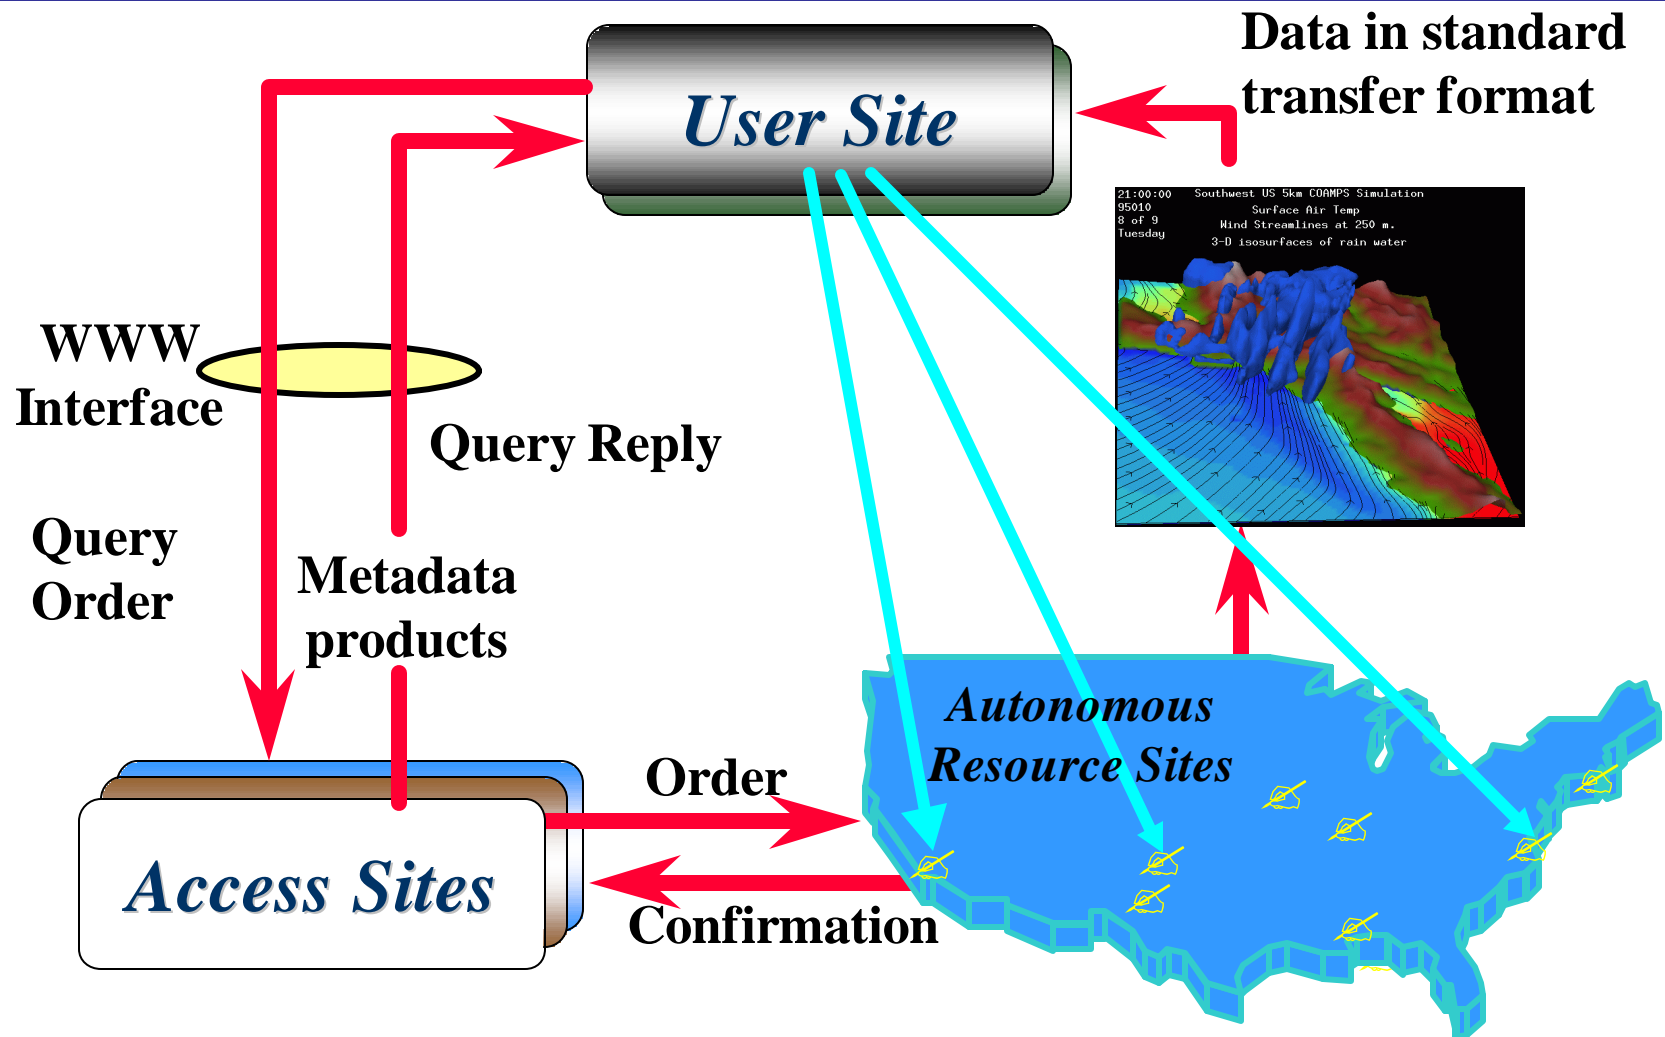 Data in standard
transfer format
User Site
21:00:00
95010
8 of 9
Tuesday
Southwest US 5km COAMPS Simulation
Surface Air Temp
Wind Streamlines at 250 m.
3-D isosurfaces of rain water
WWW
Interface
Query Reply
Query
Order
Metadata
products
Autonomous
Resource Sites
Order
Access Sites
Confirmation